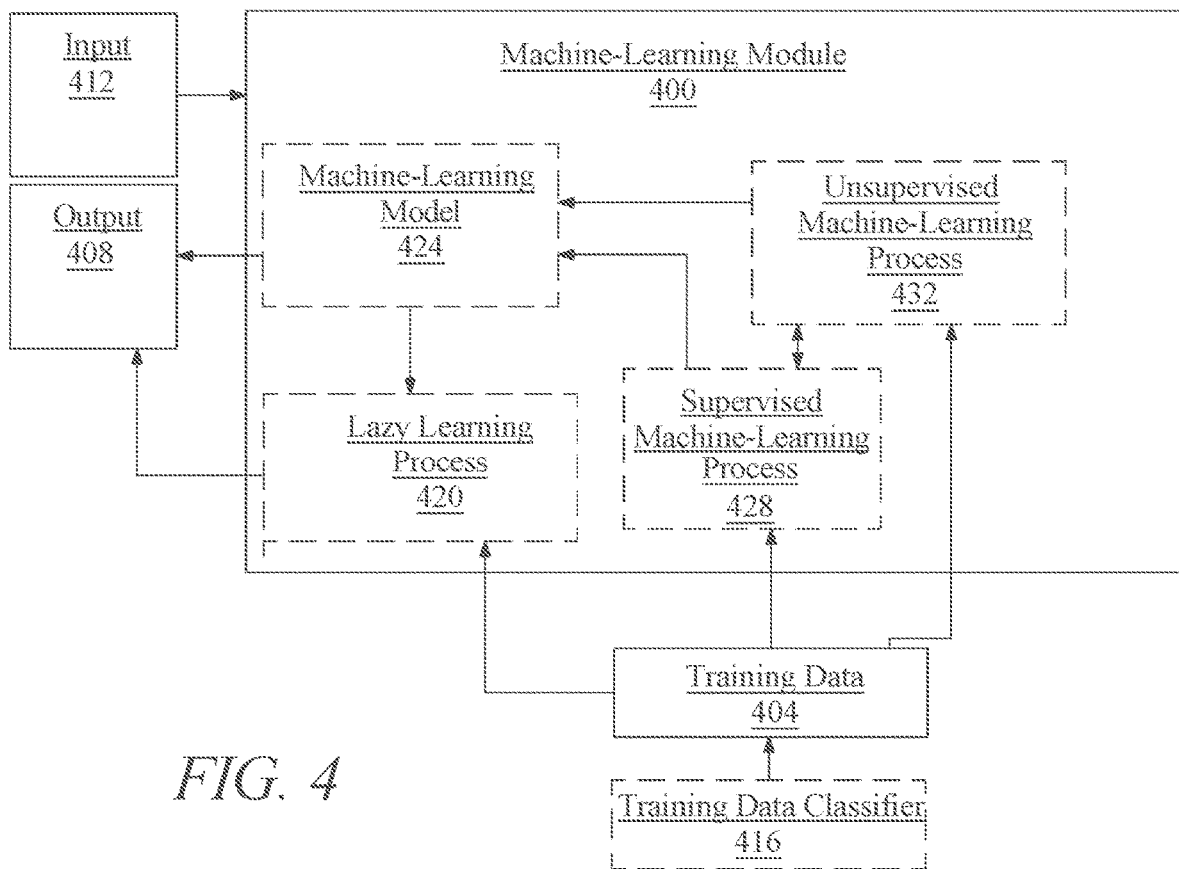 Input
412
Machine-Learning Module
400
Machine-Learning
Model
424
Unsupervised
Machine-Learning
Process
432
Output
408
Lazy Learning
Process
420
Supervised
Machine-Learning
Process
428
Training Data
404
Training Data Classifier
416
FIG. 4